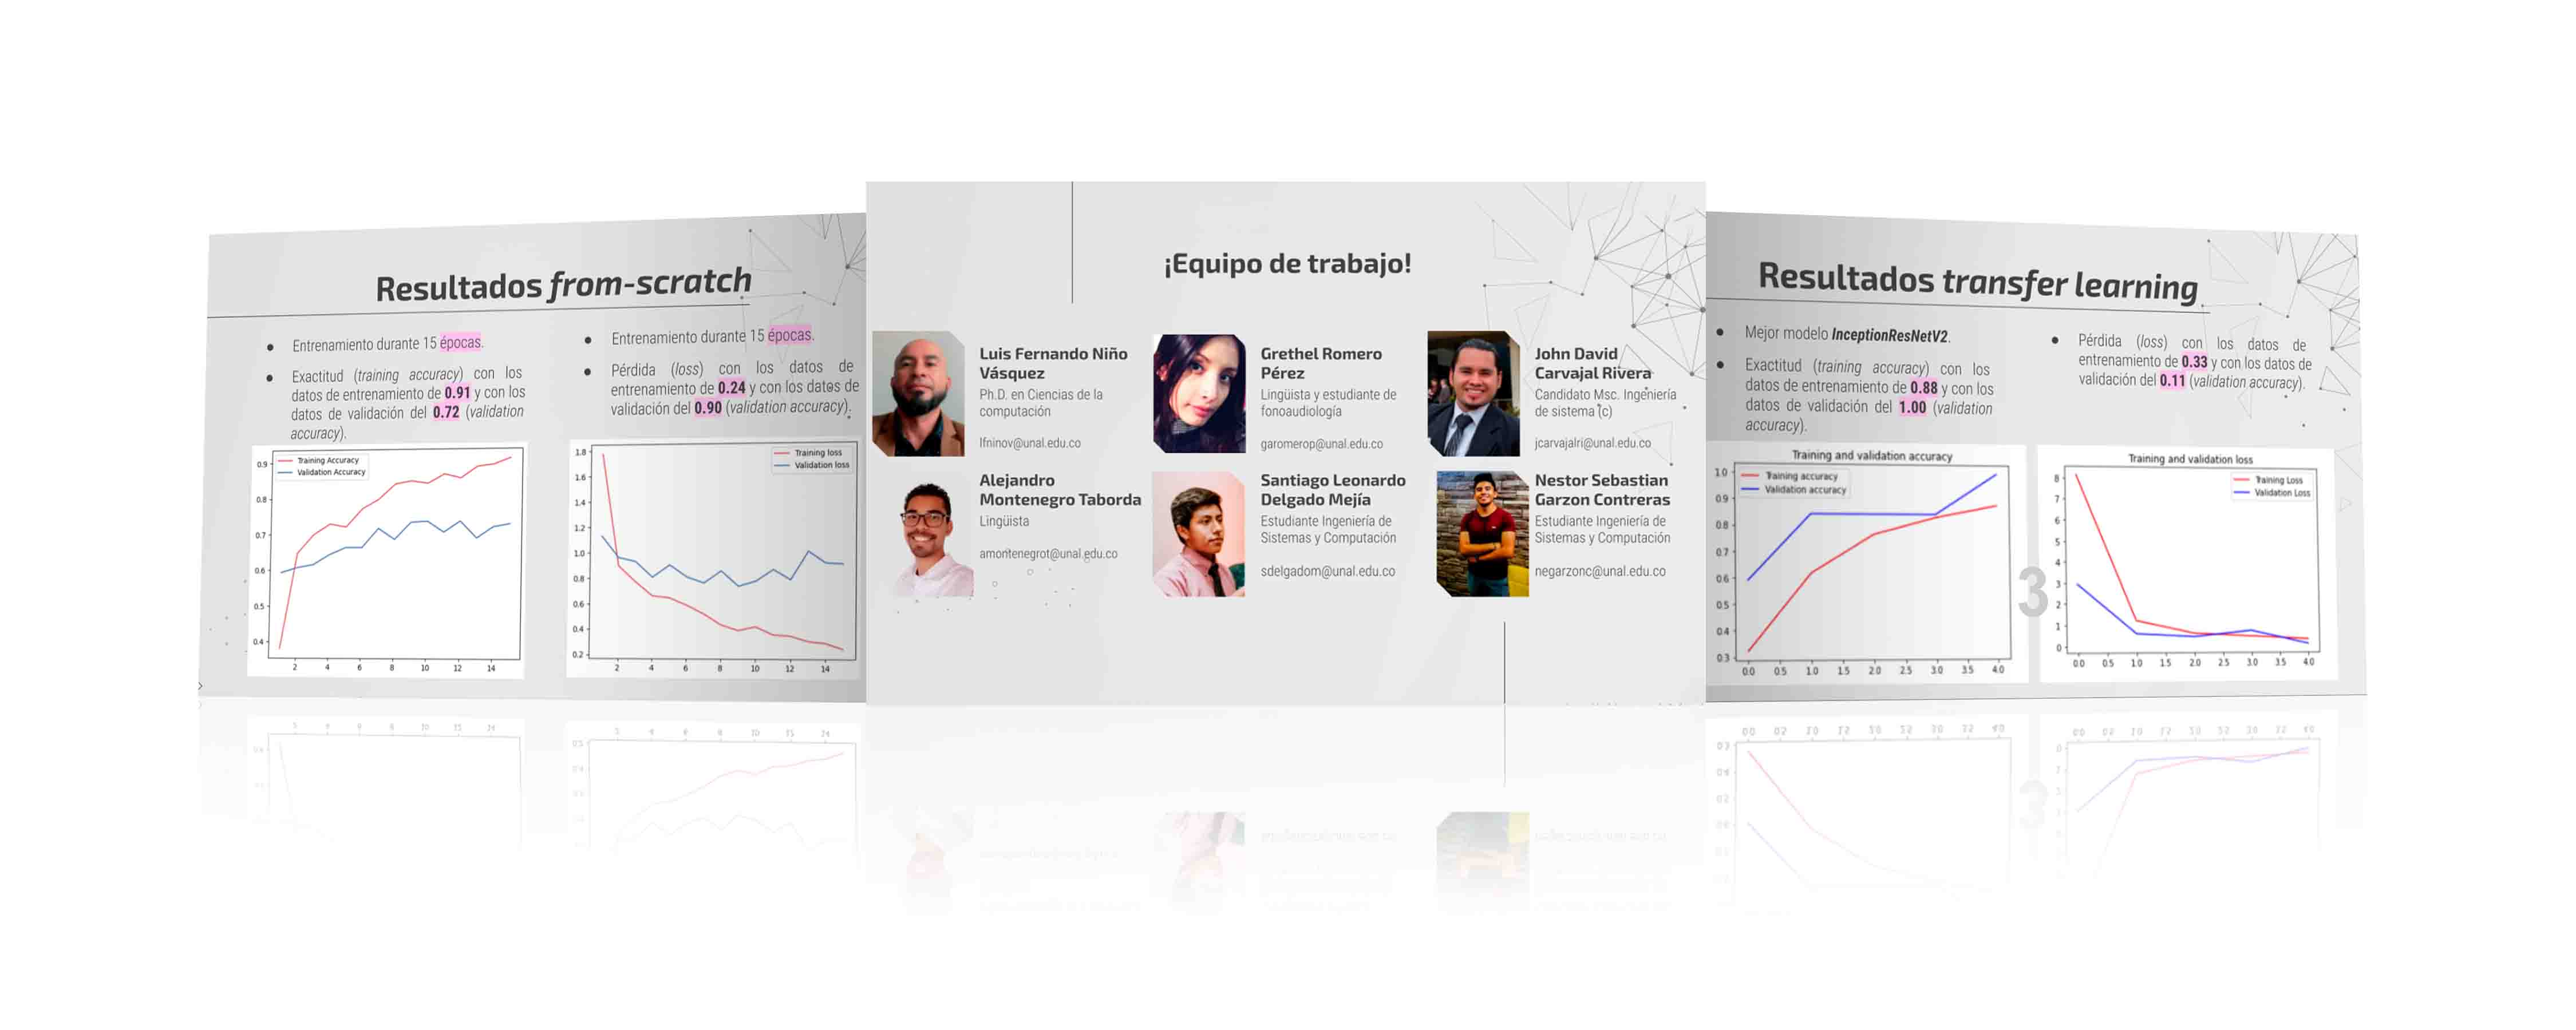 Resultados from-scratch
● Entrenamiento durante 15 épocas.
● Exactitud (training accuracy) con los
datos de entrenamiento de 0.91 y con los
datos de validación del 0.72 (validation
accuracy).
● Entrenamiento durante 15 épocas.
● Pérdida (loss) con los datos de
entrenamiento de 0.24 y con los datos de
validación del 0.90 (validation accuracy).
Training Accuracy
Validation Accuracy
0.9
0.8
0.7
0.6
0.5
0.4
2 4 6 8 10 12 14
Training loss
Validation loss
1.8
1.6
1.4
1.2
1.0
0.8
0.6
0.4
0.2
2 4 6 8 10 12 14
¡Equipo de trabajo!
Luis Fernando Niño
Vásquez
Ph.D. en Ciencias de la
computación
lfninov@unal.edu.co
Grethel Romero
Pérez
Lingüista y estudiante de
fonoaudiología
garomerop@unal.edu.co
John David
Carvajal Rivera
Candidato Msc. Ingeniería
de sistema (c)
jcarvajalri@unal.edu.co
Alejandro
Montenegro Taborda
Lingüista
amontenegrot@unal.edu.co
Santiago Leonardo
Delgado Mejía
Estudiante Ingeniería de
Sistemas y Computación
sdelgadom@unal.edu.co
Nestor Sebastian
Garzon Contreras
Estudiante Ingeniería de
Sistemas y Computación
negarzonc@unal.edu.co
Resultados transfer learning
● Mejor modelo InceptionResNetV2.
● Exactitud (training accuracy) con los
datos de entrenamiento de 0.88 y con los
datos de validación del 1.00 (validation
accuracy).
● Pérdida (loss) con los datos de
entrenamiento de 0.33 y con los datos de
validación del 0.11 (validation accuracy).
Training and validation accuracy
Training accuracy
Validation accuracy
1.0
0.9
0.8
0.7
0.6
0.5
0.4
0.3
0.0 0.5 1.0 1.5 2.0 2.5 3.0 3.5 4.0
3
Training and validation loss
Training Loss
Validation Loss
8
7
6
5
4
3
2
1
0
0.0 0.5 1.0 1.5 2.0 2.5 3.0 3.5 4.0